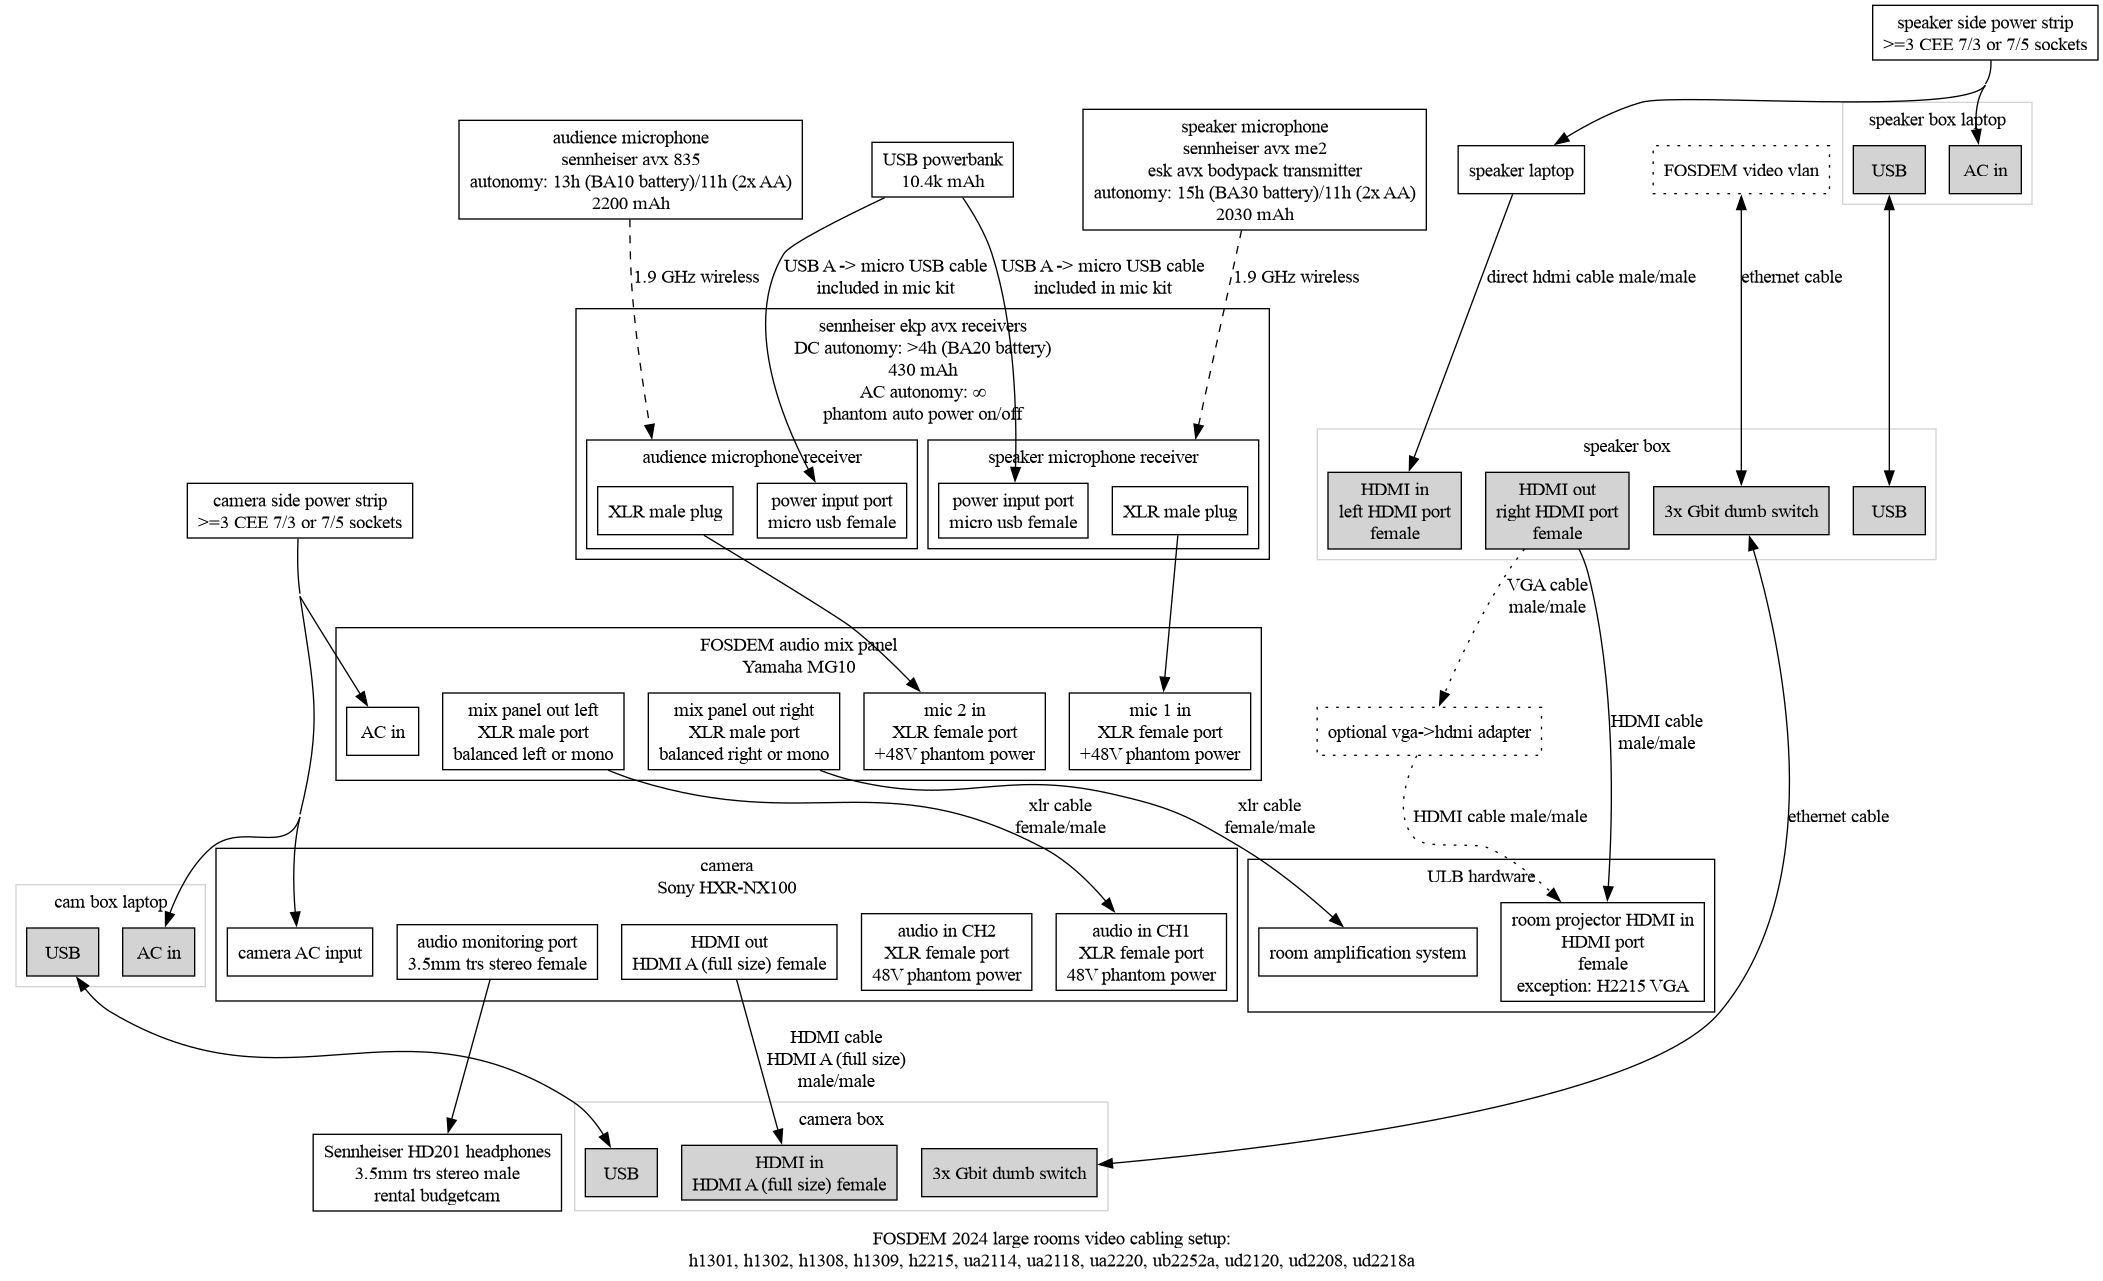 speaker side power strip
>=3 CEE 7/3 or 7/5 sockets
audience microphone
sennheiser avx 835
autonomy: 13h (BA10 battery)/11h (2x AA)
2200 mAh
USB powerbank
10.4k mAh
speaker microphone
sennheiser avx me2
esk avx bodypack transmitter
autonomy: 15h (BA30 battery)/11h (2x AA)
2030 mAh
speaker laptop
FOSDEM video vlan
speaker box laptop
USB
AC in
1.9 GHz wireless
USB A -> micro USB cable
included in mic kit
USB A -> micro USB cable
included in mic kit
1.9 GHz wireless
direct hdmi cable male/male
ethernet cable
sennheiser ekp avx receivers
DC autonomy: >4h (BA20 battery)
430 mAh
AC autonomy: ∞
phantom auto power on/off
audience microphone receiver
XLR male plug
power input port
micro usb female
speaker microphone receiver
power input port
micro usb female
XLR male plug
speaker box
HDMI in
left HDMI port
female
HDMI out
right HDMI port
female
3x Gbit dumb switch
USB
camera side power strip
>=3 CEE 7/3 or 7/5 sockets
VGA cable
male/male
FOSDEM audio mix panel
Yamaha MG10
AC in
mix panel out left
XLR male port
balanced left or mono
mix panel out right
XLR male port
balanced right or mono
mic 2 in
XLR female port
+48V phantom power
mic 1 in
XLR female port
+48V phantom power
optional vga->hdmi adapter
HDMI cable
male/male
xlr cable
female/male
xlr cable
female/male
HDMI cable male/male
ethernet cable
cam box laptop
USB
AC in
camera
Sony HXR-NX100
camera AC input
audio monitoring port
3.5mm trs stereo female
HDMI out
HDMI A (full size) female
audio in CH2
XLR female port
48V phantom power
audio in CH1
XLR female port
48V phantom power
ULB hardware
room amplification system
room projector HDMI in
HDMI port
female
exception: H2215 VGA
HDMI cable
HDMI A (full size)
male/male
Sennheiser HD201 headphones
3.5mm trs stereo male
rental budgetcam
camera box
USB
HDMI in
HDMI A (full size) female
3x Gbit dumb switch
FOSDEM 2024 large rooms video cabling setup:
h1301, h1302, h1308, h1309, h2215, ua2114, ua2118, ua2220, ub2252a, ud2120, ud2208, ud2218a